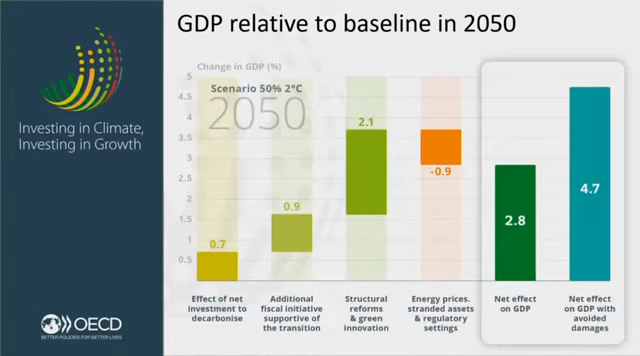 GDP relative to baseline in 2050
Investing in Climate,
Investing in Growth
OECD
BETTER POLICIES FOR BETTER LIVES
Change in GDP (%)
Scenario 50% 2°C
2050
5
4.5
4
3.5
3
2.5
2
1.5
1
0.5
0.7
0.9
2.1
-0.9
2.8
4.7
Effect of net
investment to
decarbonise
Additional
fiscal initiative
supportive of
the transition
Structural
reforms
& green
innovation
Energy prices.
stranded assets
& regulatory
settings
Net effect
on GDP
Net effect
on GDP with
avoided
damages